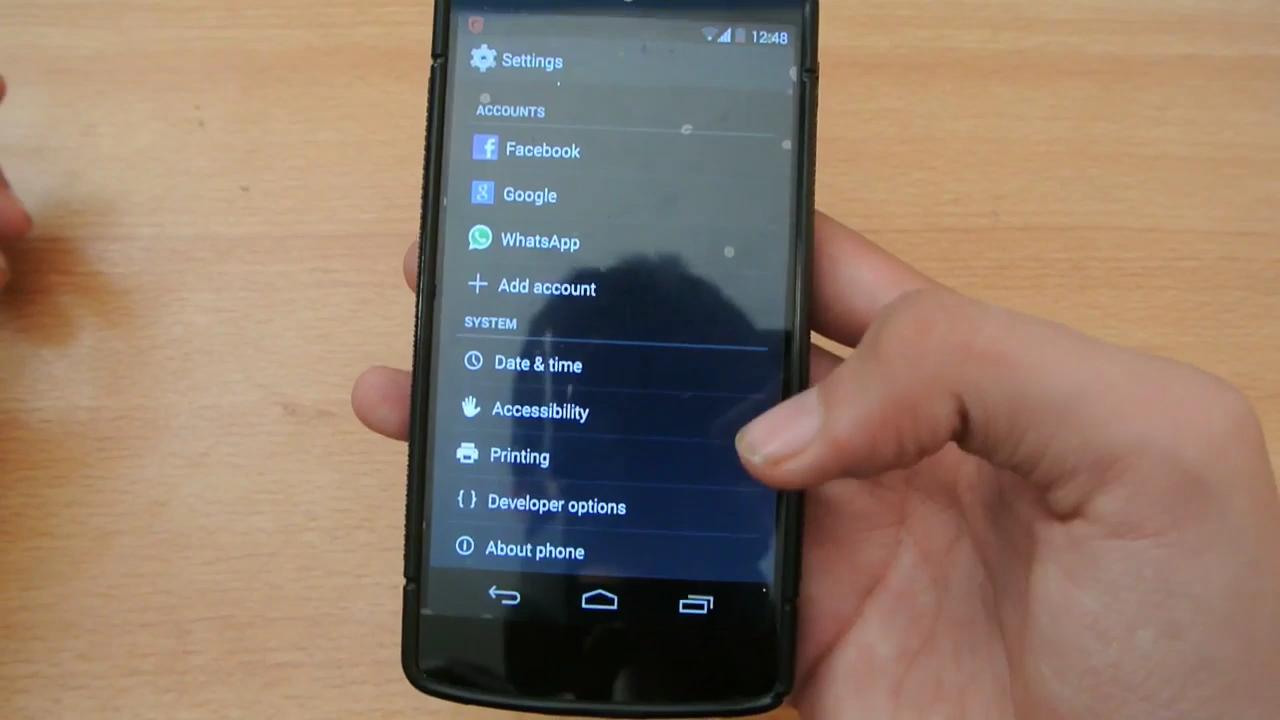 12:48
Settings
ACCOUNTS
Facebook
Google
WhatsApp
Add account
SYSTEM
Date & time
Accessibility
Printing
Developer options
About phone